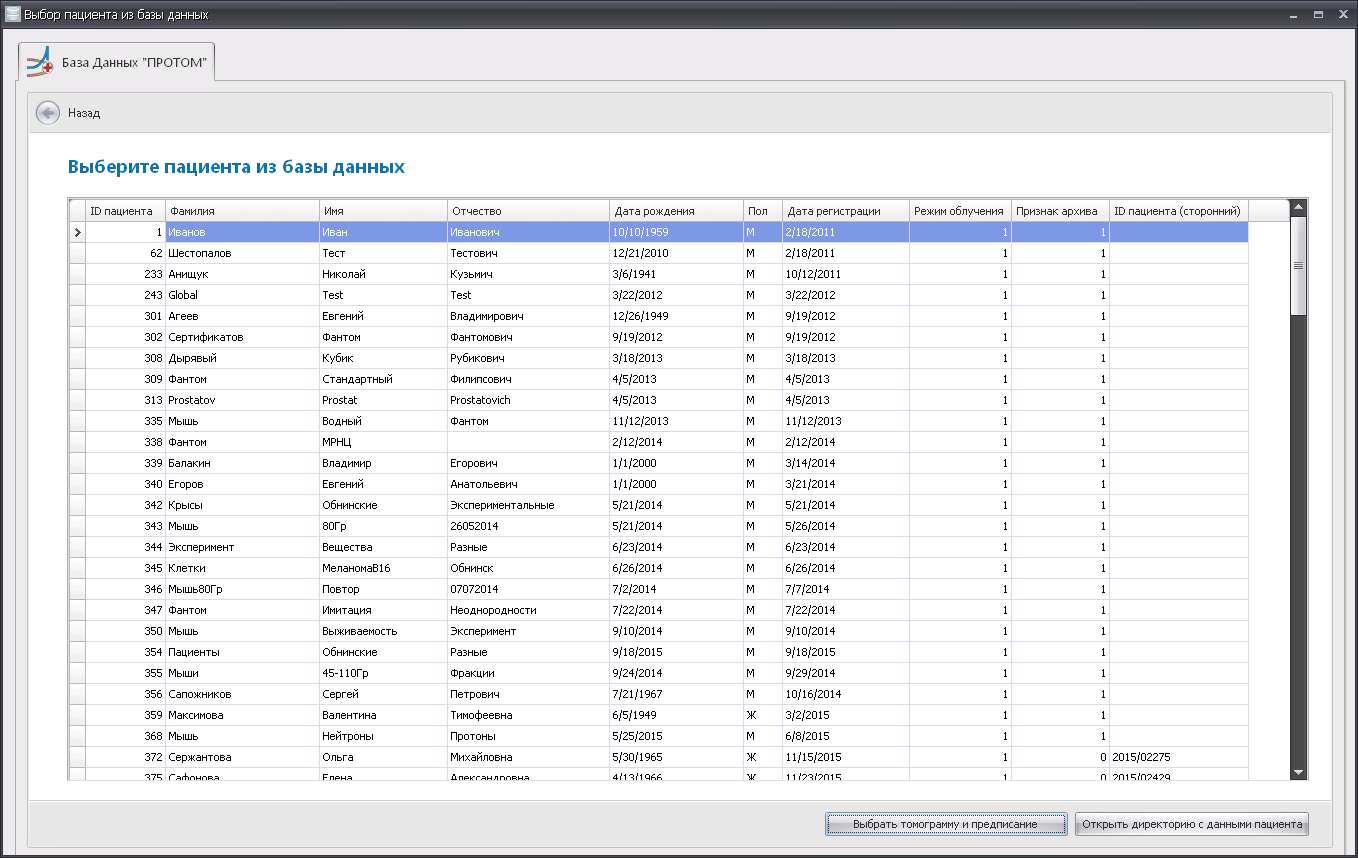 Выбор пациента из базы данных
База Данных "ПРОТОМ"
Назад
Выберите пациента из базы данных
ID пациента Фамилия Имя Отчество Дата рождения Пол Дата регистрации Режим облучения Признак архива ID пациента (сторонний)
1 Иванов Иван Иванович 10/10/1959 М 2/18/2011 1 1
62 Шестопалов Тест Тестович 12/21/2010 М 2/18/2011 1 1
233 Анищук Николай Кузьмич 3/6/1941 М 10/12/2011 1 1
243 Global Test Test 3/22/2012 М 3/22/2012 1 1
301 Агеев Евгений Владимирович 12/26/1949 М 9/19/2012 1 1
302 Сертификатов Фантом Фантомович 9/19/2012 М 9/19/2012 1 1
308 Дырявый Кубик Рубикович 3/18/2013 М 3/18/2013 1 1
309 Фантом Стандартный Филипсович 4/5/2013 М 4/5/2013 1 1
313 Prostatov Prostat Prostatovich 4/5/2013 М 4/5/2013 1 1
335 Мышь Водный Фантом 11/12/2013 М 11/12/2013 1 1
338 Фантом МРНЦ 2/12/2014 М 2/12/2014 1 1
339 Балакин Владимир Егорович 1/1/2000 М 3/14/2014 1 1
340 Егоров Евгений Анатольевич 1/1/2000 М 3/21/2014 1 1
342 Крысы Обнинские Экспериментальные 5/21/2014 М 5/21/2014 1 1
343 Мышь 80Гр 26052014 5/21/2014 М 5/26/2014 1 1
344 Эксперимент Вещества Разные 6/23/2014 М 6/23/2014 1 1
345 Клетки МеланомаВ16 Обнинск 6/26/2014 М 6/26/2014 1 1
346 Мышь80Гр Повтор 07072014 7/2/2014 М 7/7/2014 1 1
347 Фантом Имитация Неоднородности 7/22/2014 М 7/22/2014 1 1
350 Мышь Выживаемость Эксперимент 9/10/2014 М 9/10/2014 1 1
354 Пациенты Обнинские Разные 9/18/2015 М 9/18/2015 1 1
355 Мыши 45-110Гр Фракции 9/24/2014 М 9/29/2014 1 1
356 Сапожников Сергей Петрович 7/21/1967 М 10/16/2014 1 1
359 Максимова Валентина Тимофеевна 6/5/1949 Ж 3/2/2015 1 1
368 Мышь Нейтроны Протоны 5/25/2015 М 6/8/2015 1 1
372 Сержантова Ольга Михайловна 5/30/1965 Ж 11/15/2015 1 0 2015/02275
375 Сафонова Елена Александровна 4/13/1966 Ж 11/23/2015 1 0 2015/02429
Выбрать томограмму и предписание Открыть директорию с данными пациента